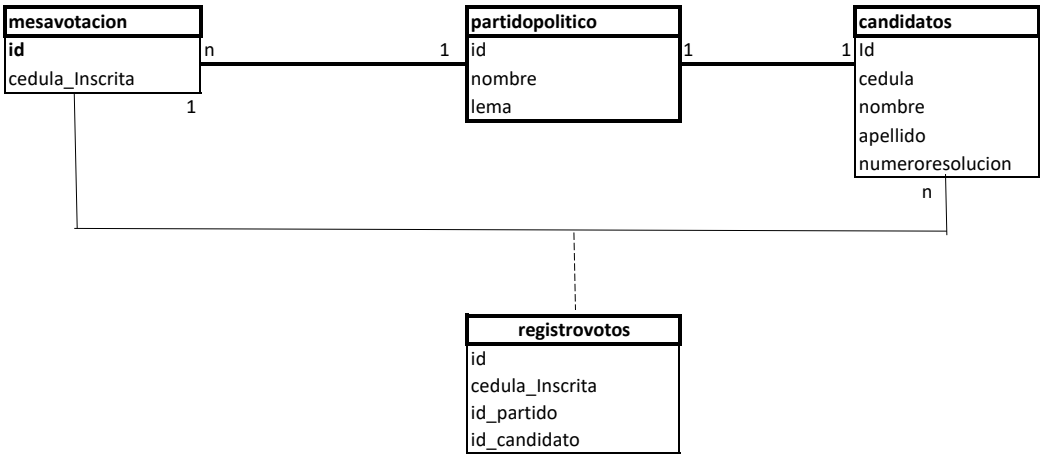 mesavotacion
id
cedula_Inscrita
n
1
1
partidopolitico
id
nombre
lema
1
1
candidatos
Id
cedula
nombre
apellido
numeroresolucion
n
registrovotos
id
cedula_Inscrita
id_partido
id_candidato